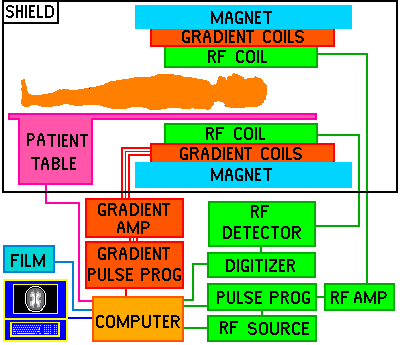 SHIELD
MAGNET
GRADIENT COILS
RF COIL
RF COIL
GRADIENT COILS
MAGNET
PATIENT
TABLE
GRADIENT
AMP
RF
DETECTOR
FILM
GRADIENT
PULSE PROG
DIGITIZER
PULSE PROG
RF AMP
COMPUTER
RF SOURCE